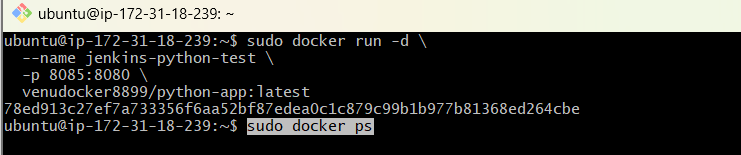 ubuntu@ip-172-31-18-239: ~
ubuntu@ip-172-31-18-239:~$ sudo docker run -d \
  --name jenkins-python-test \
  -p 8085:8080 \
  venudocker8899/python-app:latest
78ed913c27ef7a733356f6aa52bf87edea0c1c879c99b1b977b81368ed264cbe
ubuntu@ip-172-31-18-239:~$ sudo docker ps